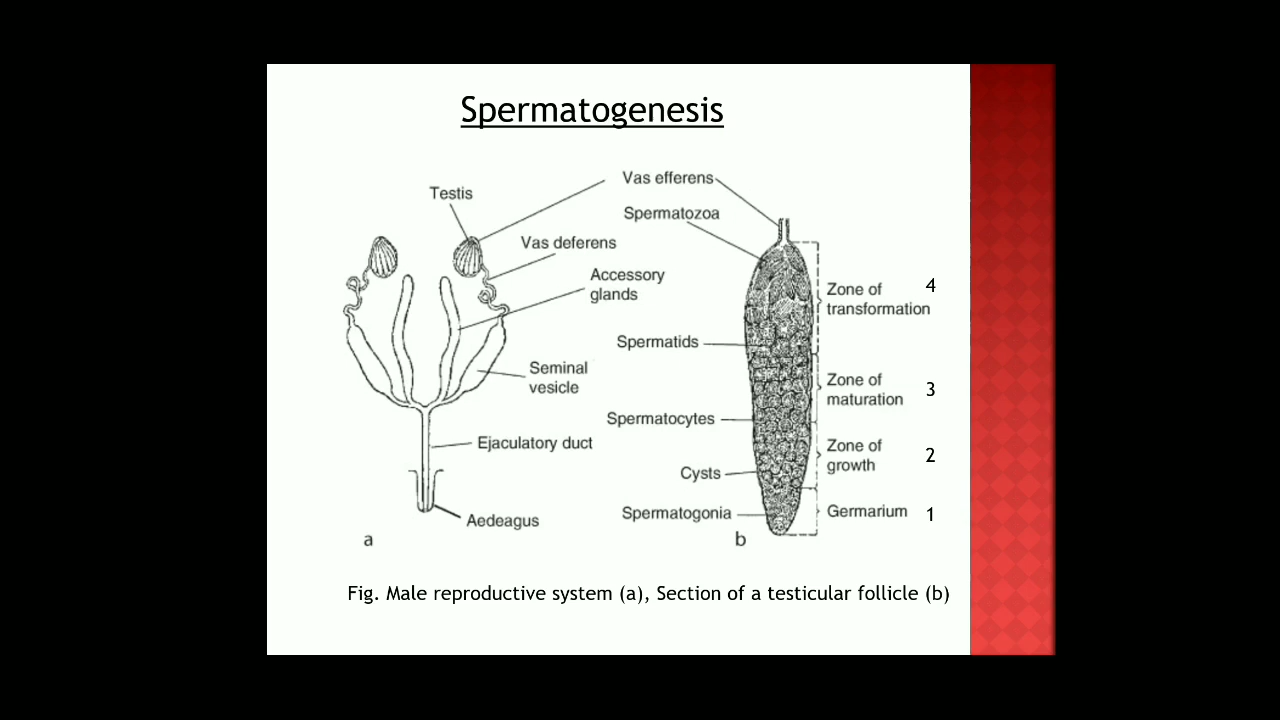 Spermatogenesis
Testis
Vas efferens
Spermatozoa
Vas deferens
Accessory
glands
Seminal
vesicle
Ejaculatory duct
Aedeagus
a
Spermatids
Spermatocytes
Cysts
Spermatogonia
b
Zone of
transformation 4
Zone of
maturation 3
Zone of
growth 2
Germarium 1
Fig. Male reproductive system (a), Section of a testicular follicle (b)